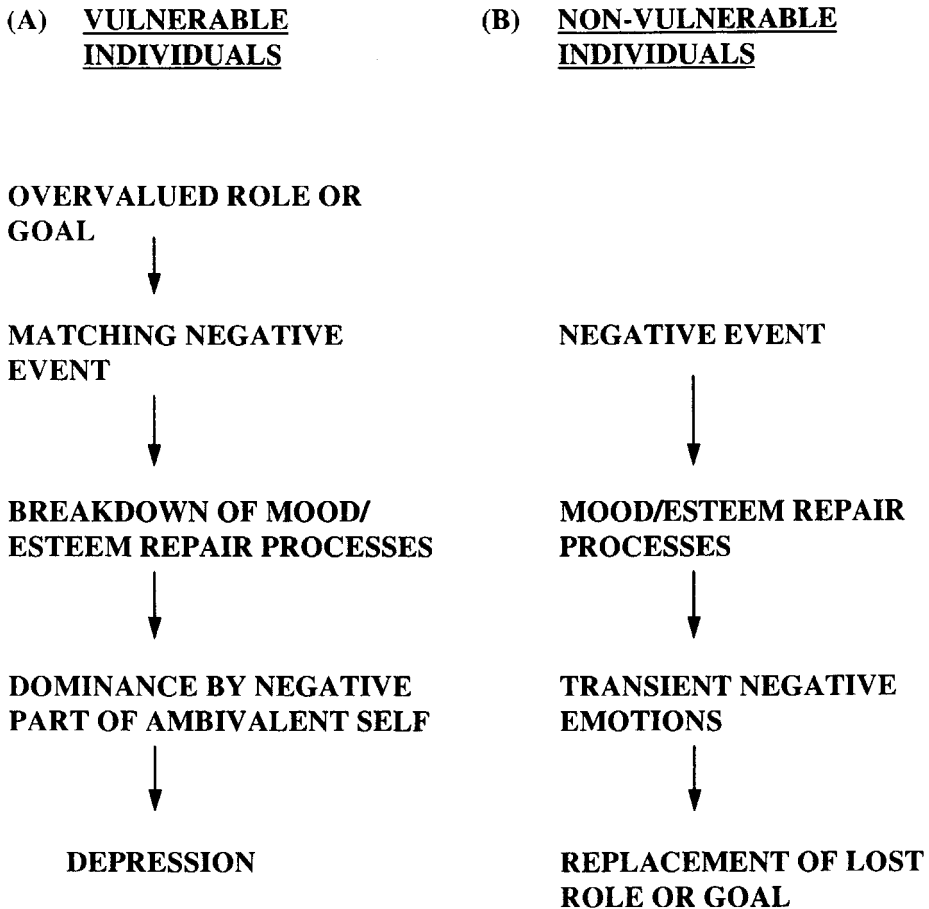 (A) VULNERABLE
INDIVIDUALS
(B) NON-VULNERABLE
INDIVIDUALS
OVERVALUED ROLE OR
GOAL
MATCHING NEGATIVE
EVENT
BREAKDOWN OF MOOD/
ESTEEM REPAIR PROCESSES
DOMINANCE BY NEGATIVE
PART OF AMBIVALENT SELF
DEPRESSION
NEGATIVE EVENT
MOOD/ESTEEM REPAIR
PROCESSES
TRANSIENT NEGATIVE
EMOTIONS
REPLACEMENT OF LOST
ROLE OR GOAL